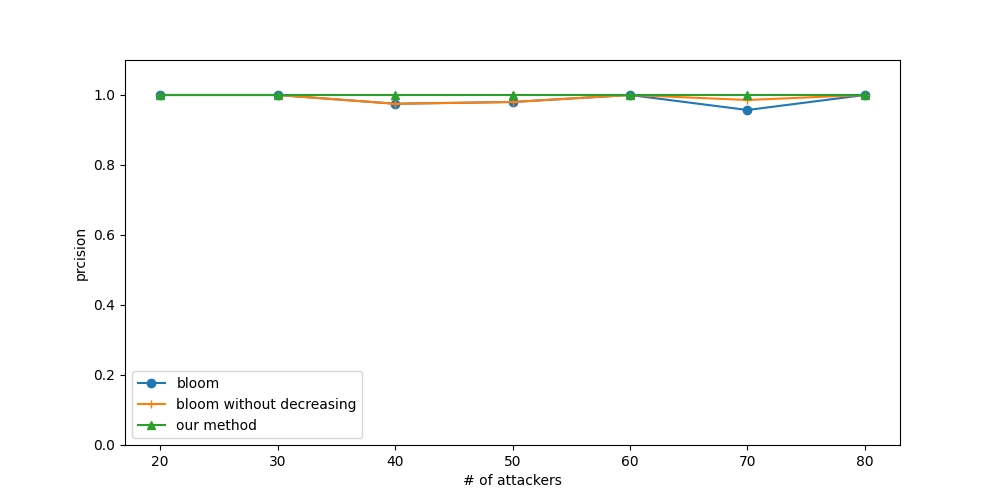 1.0
0.8
0.6
0.4
0.2
0.0
prcision
bloom
bloom without decreasing
our method
20 30 40 50 60 70 80
# of attackers